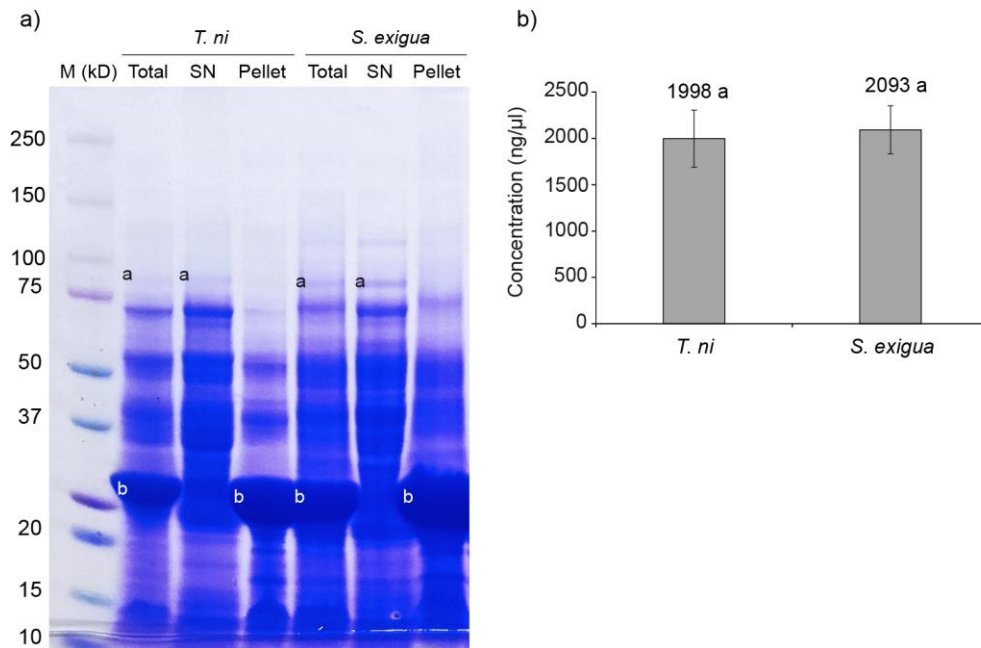 a)
T. ni S. exigua
M (kD) Total SN Pellet Total SN Pellet
250
150
100
75
50
37
20
15
10
a a a a
b b b b
b)
1998 a 2093 a
Concentration (ng/µl)
2500
2000
1500
1000
500
0
T. ni S. exigua